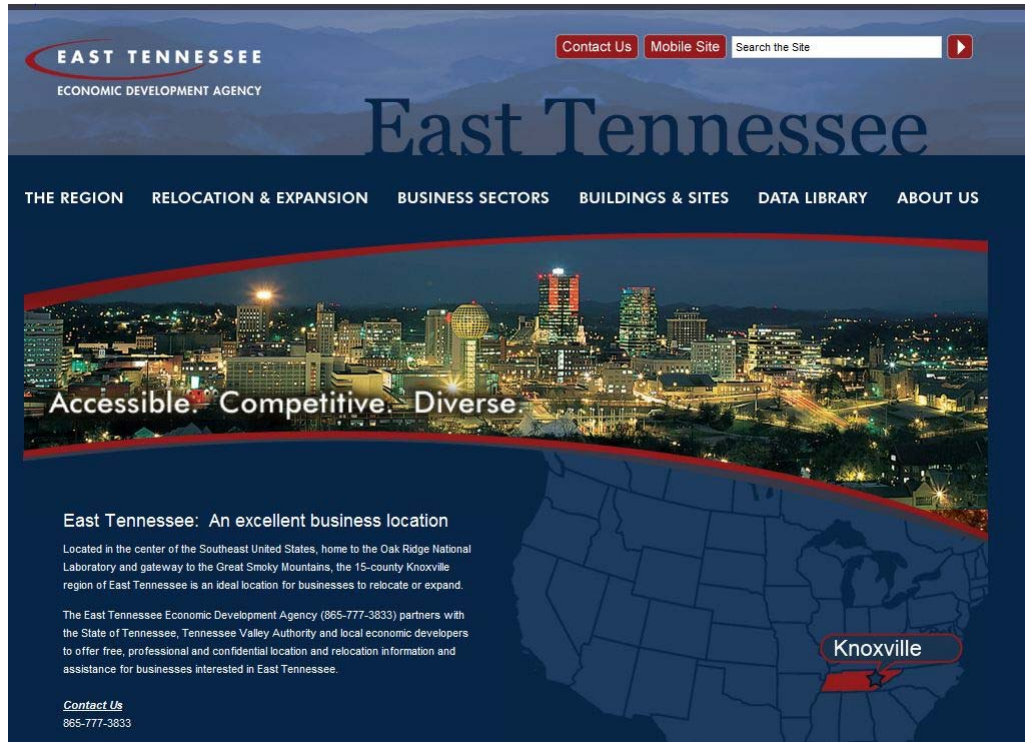 EAST TENNESSEE
ECONOMIC DEVELOPMENT AGENCY
Contact Us
Mobile Site
Search the Site
East Tennessee
THE REGION
RELOCATION & EXPANSION
BUSINESS SECTORS
BUILDINGS & SITES
DATA LIBRARY
ABOUT US
Accessible. Competitive. Diverse.
East Tennessee: An excellent business location
Located in the center of the Southeast United States, home to the Oak Ridge National
Laboratory and gateway to the Great Smoky Mountains, the 15-county Knoxville
region of East Tennessee is an ideal location for businesses to relocate or expand.
The East Tennessee Economic Development Agency (865-777-3833) partners with
the State of Tennessee, Tennessee Valley Authority and local economic developers
to offer free, professional and confidential location and relocation information and
assistance for businesses interested in East Tennessee.
Contact Us
865-777-3833
Knoxville